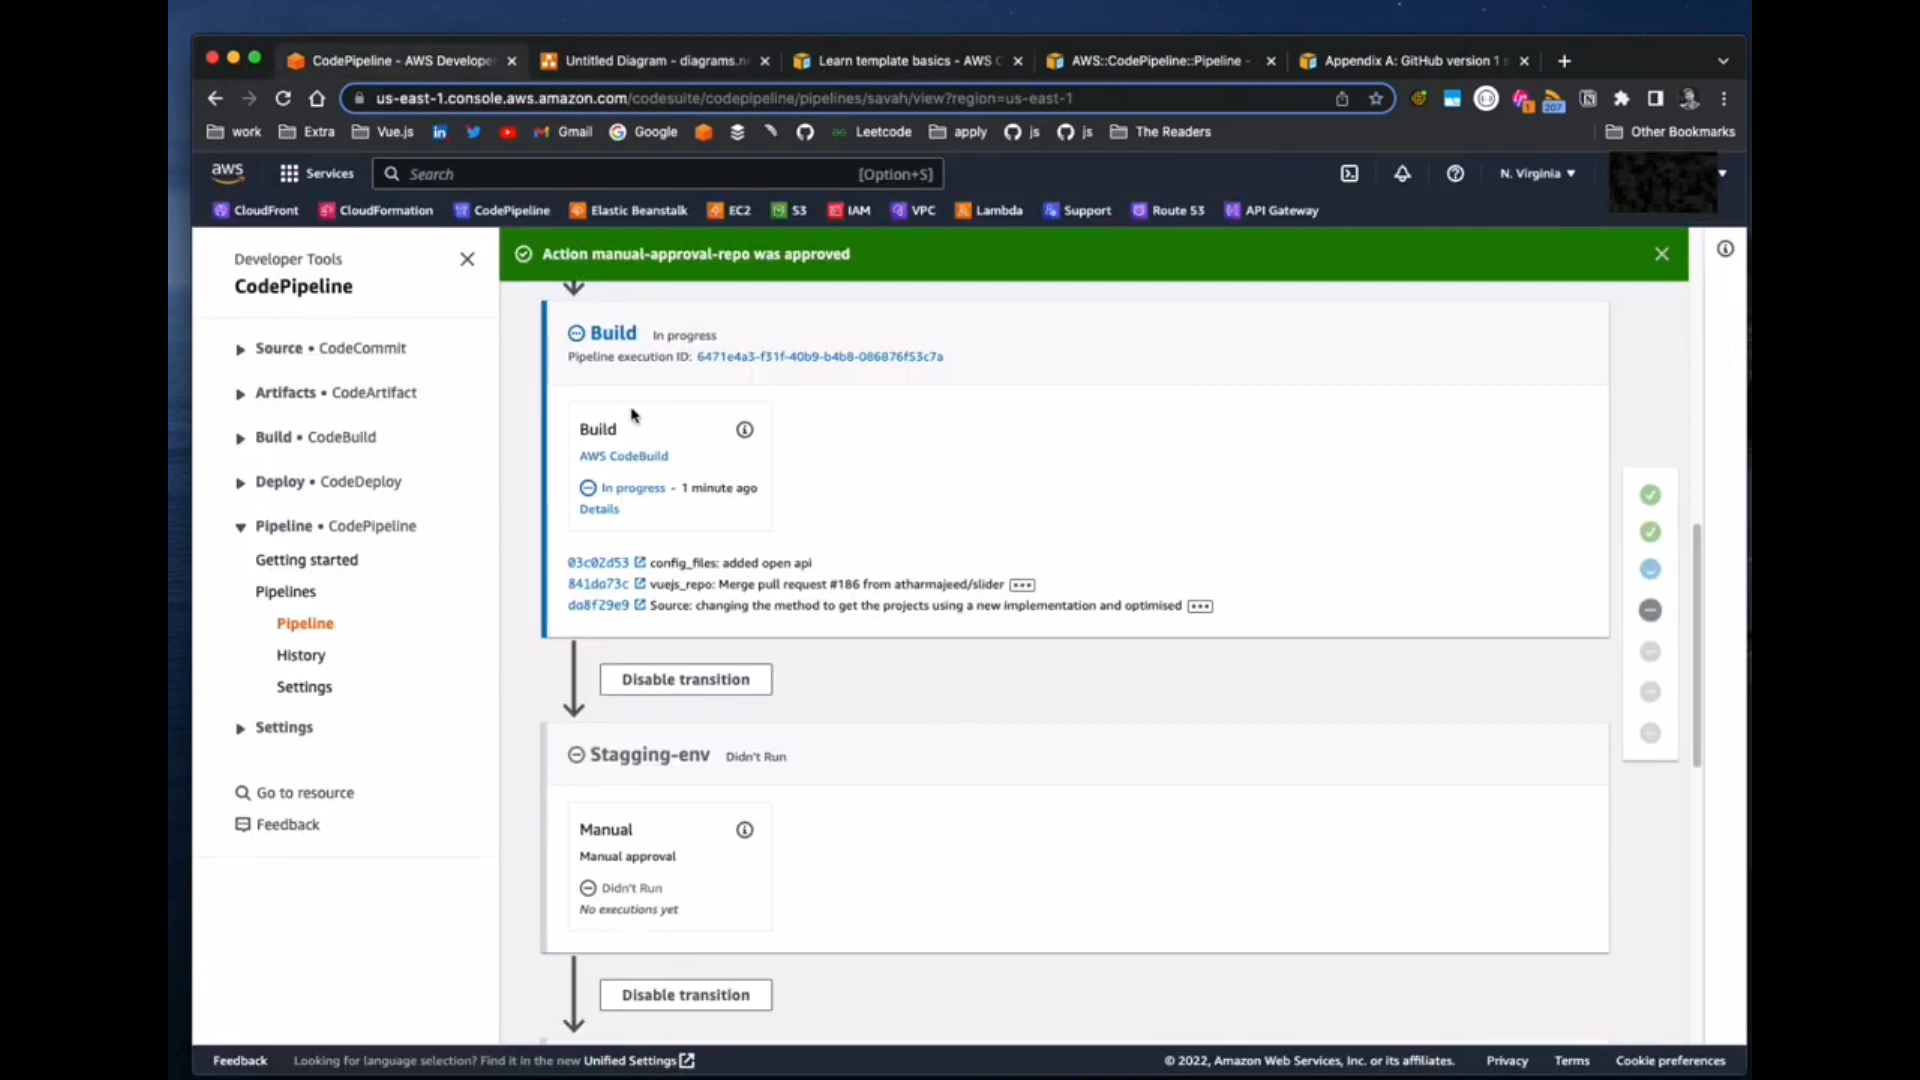 CodePipeline - AWS Develope
Untitled Diagram - diagrams.n
Learn template basics - AWS C
AWS::CodePipeline::Pipeline -
Appendix A: GitHub version 1 s
us-east-1.console.aws.amazon.com/codesuite/codepipeline/pipelines/savah/view?region=us-east-1
1
207
work
Extra
Vue.js
Gmail
Google
Leetcode
apply
js
js
The Readers
Other Bookmarks
aws
Services
Search
[Option+S]
N. Virginia
CloudFront
CloudFormation
CodePipeline
Elastic Beanstalk
EC2
S3
IAM
VPC
Lambda
Support
Route 53
API Gateway
Developer Tools
CodePipeline
Source • CodeCommit
Artifacts • CodeArtifact
Build • CodeBuild
Deploy • CodeDeploy
Pipeline • CodePipeline
Getting started
Pipelines
Pipeline
History
Settings
Settings
Go to resource
Feedback
Action manual-approval-repo was approved
Build In progress
Pipeline execution ID: 6471e4a3-f31f-40b9-b4b8-086876f53c7a
Build
AWS CodeBuild
In progress - 1 minute ago
Details
03c02d53 config_files: added open api
841da73c vuejs_repo: Merge pull request #186 from atharmajeed/slider
da8f29e9 Source: changing the method to get the projects using a new implementation and optimised
Disable transition
Stagging-env Didn't Run
Manual
Manual approval
Didn't Run
No executions yet
Disable transition
Feedback
Looking for language selection? Find it in the new Unified Settings
© 2022, Amazon Web Services, Inc. or its affiliates.
Privacy
Terms
Cookie preferences